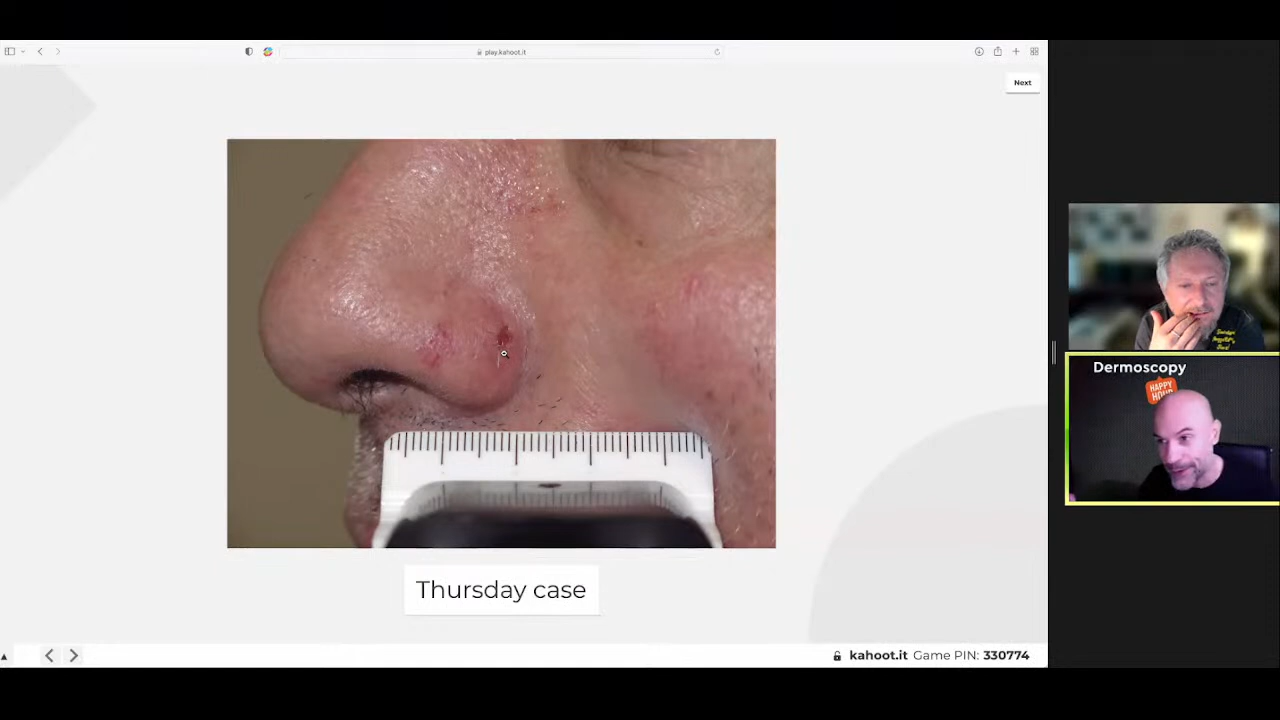 play.kahoot.it
Next
Dermoscopy
HAPPY
HOUR
Thursday case
kahoot.it Game PIN: 330774